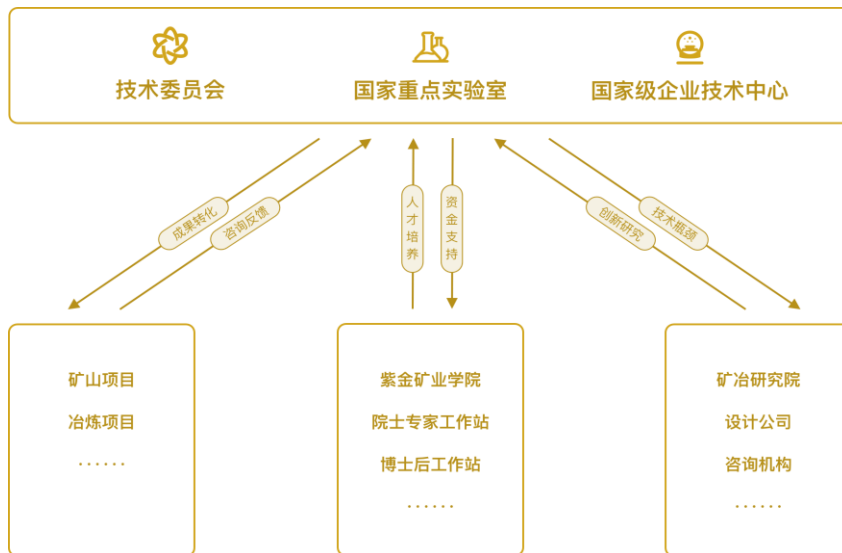 技术委员会
国家重点实验室
国家级企业技术中心
成果转化
咨询反馈
人才培养
资金支持
创新研究
技术瓶颈
矿山项目
冶炼项目
······
紫金矿业学院
院士专家工作站
博士后工作站
······
矿冶研究院
设计公司
咨询机构
······